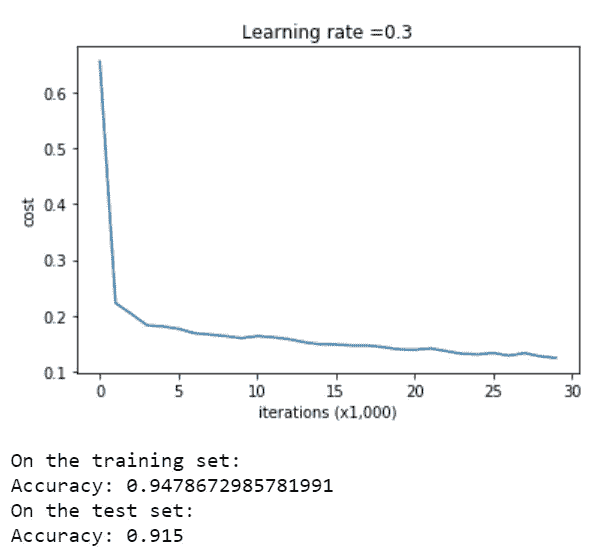 Learning rate =0.3
0.6
0.5
0.4
0.3
0.2
0.1
cost
0 5 10 15 20 25 30
iterations (x1,000)
On the training set:
Accuracy: 0.9478672985781991
On the test set:
Accuracy: 0.915